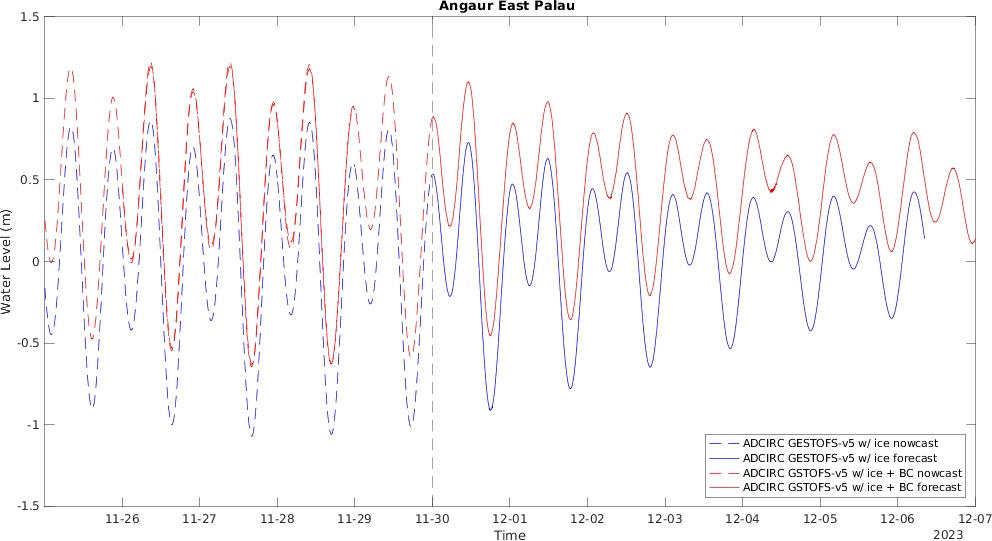 Angaur East Palau
1.5
1
0.5
0
-0.5
-1
-1.5
Water Level (m)
11-26 11-27 11-28 11-29 11-30 12-01 12-02 12-03 12-04 12-05 12-06 12-07
Time
2023
ADCIRC GESTOFS-v5 w/ ice nowcast
ADCIRC GESTOFS-v5 w/ ice forecast
ADCIRC GSTOFS-v5 w/ ice + BC nowcast
ADCIRC GSTOFS-v5 w/ ice + BC forecast